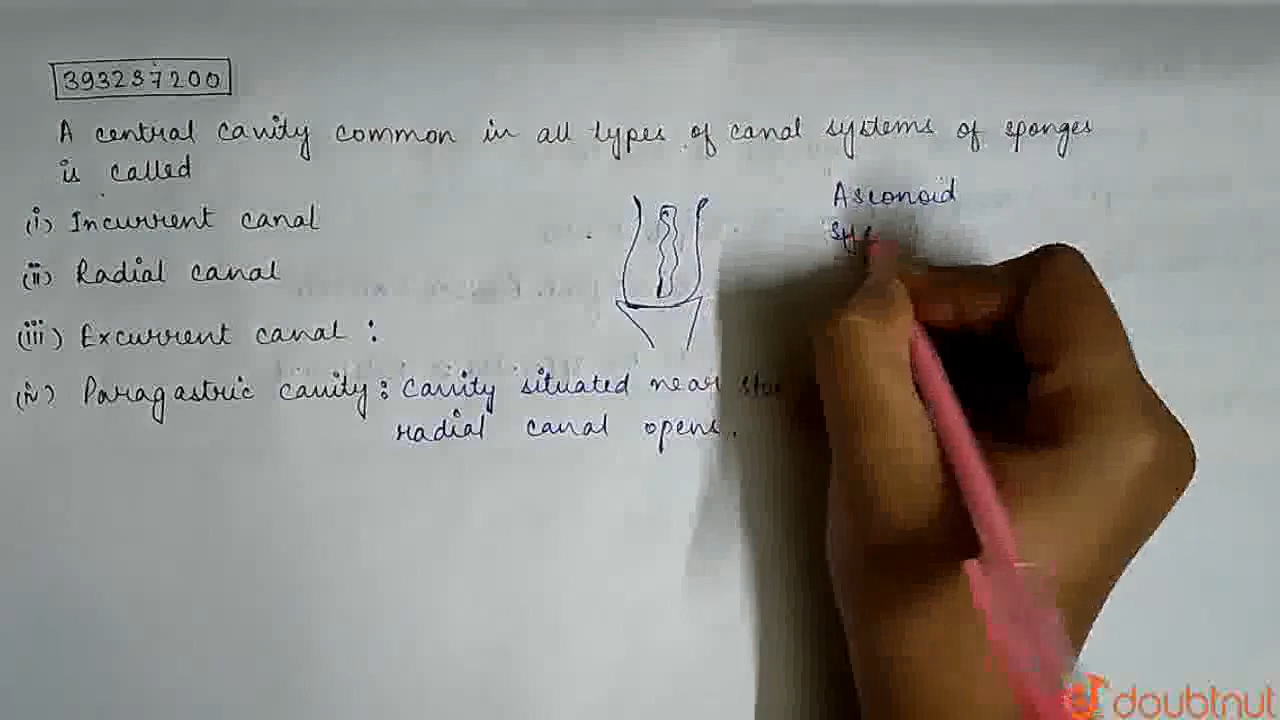 393237200
A central cavity common in all types of canal systems of sponges
is called
(i) Incurrent canal
(ii) Radial canal
(iii) Excurrent canal :
(iv) Paragastric cavity : Cavity situated near
radial canal opens.
Asconoid
doubtnut